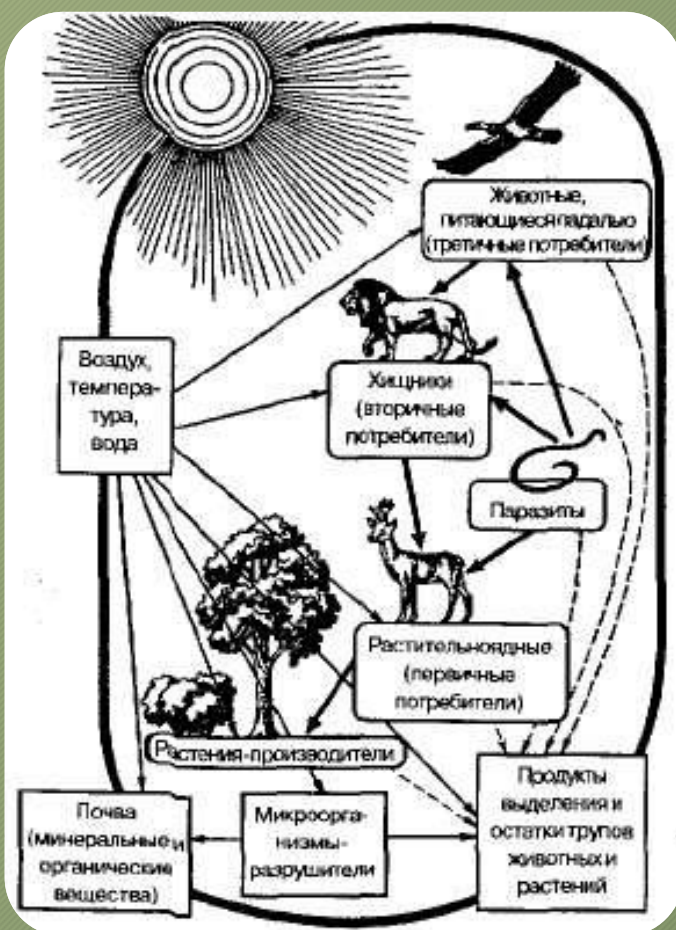 Животные,
питающиеся падалью
(третичные потребители)
Воздух,
темпера-
тура,
вода
Хищники
(вторичные
потребители)
Паразиты
Растительноядные
(первичные
потребители)
Растения-производители
Почва
(минеральные и
органические
вещества)
Микроорга-
низмы-
разрушители
Продукты
выделения и
остатки трупов
животных и
растений